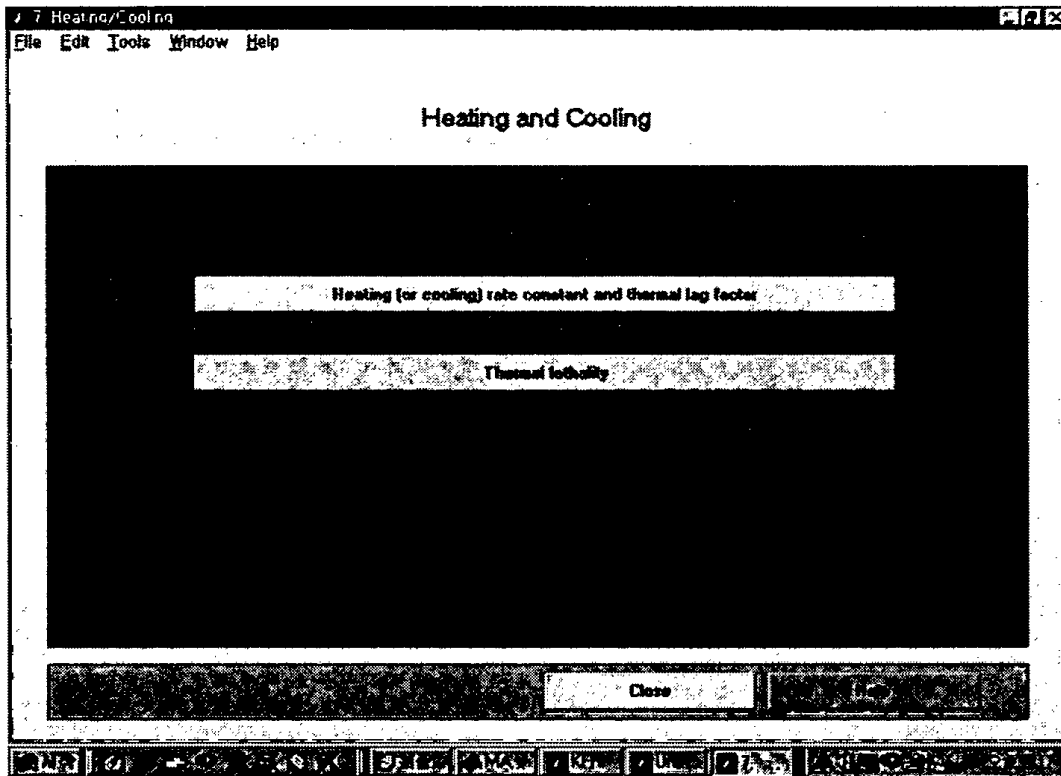 7 Heating/Cooling
File Edit Tools Window Help
Heating and Cooling
Heating (or cooling) rate constant and thermal lag factor
Thermal lethality
Close